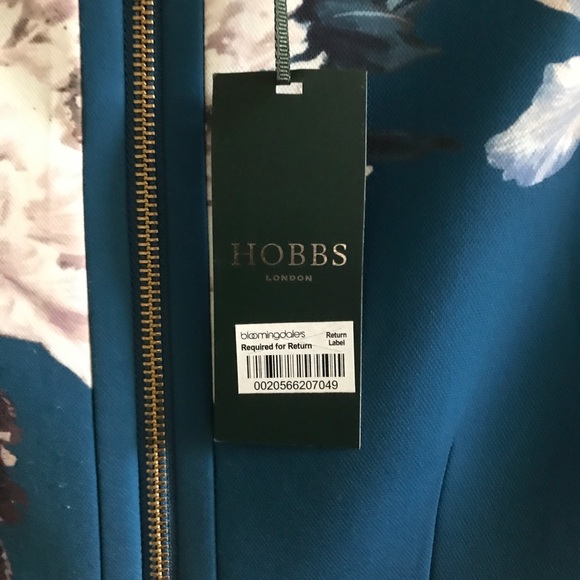 HOBBS
LONDON
bloomingdale's Return
Required for Return Label
0020566207049